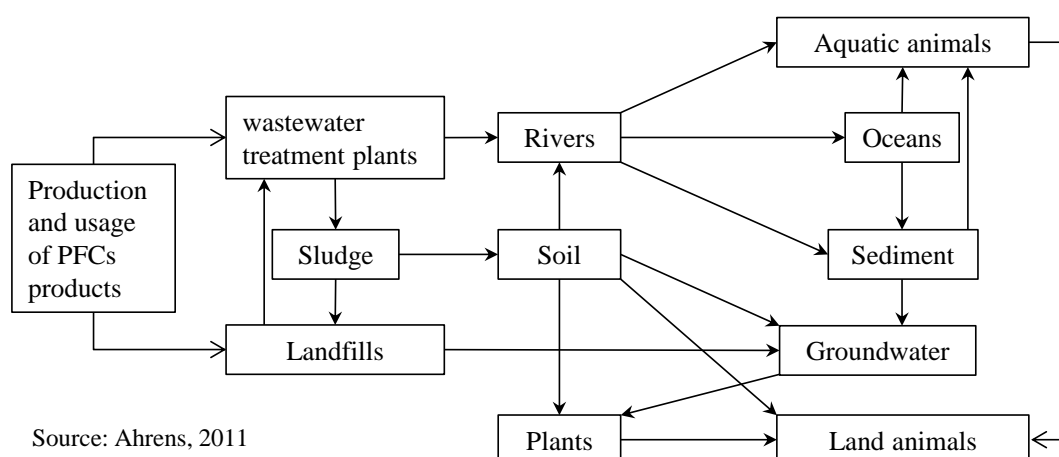 Aquatic animals
wastewater
treatment plants
Rivers
Oceans
Production
and usage
of PFCs
products
Sludge
Soil
Sediment
Landfills
Groundwater
Plants
Land animals
Source: Ahrens, 2011